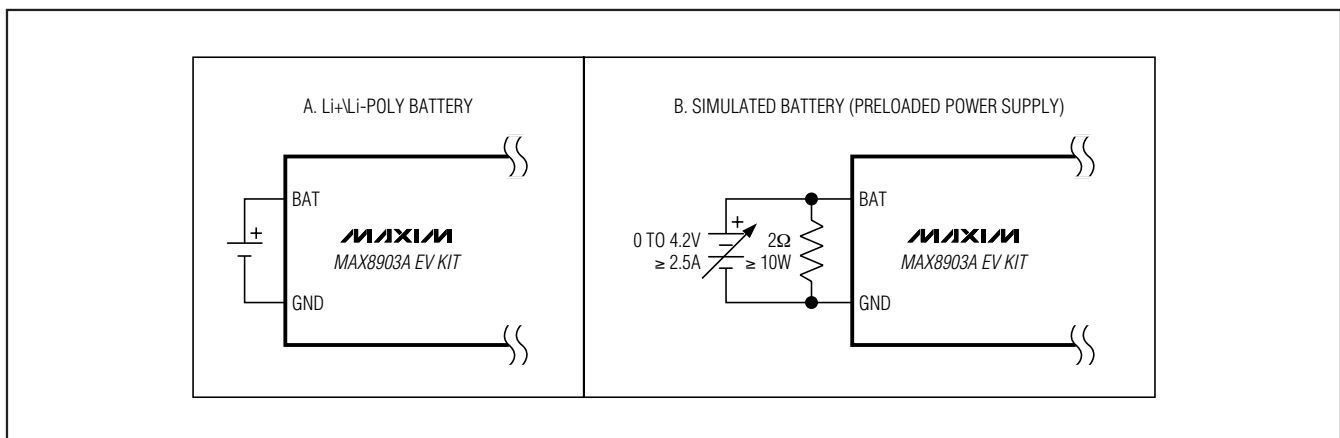 A. Li+\Li-POLY BATTERY
BAT
+
MAXIM
MAX8903A EV KIT
GND
B. SIMULATED BATTERY (PRELOADED POWER SUPPLY)
BAT
+
0 TO 4.2V
≥ 2.5A
2Ω
≥ 10W
MAXIM
MAX8903A EV KIT
GND